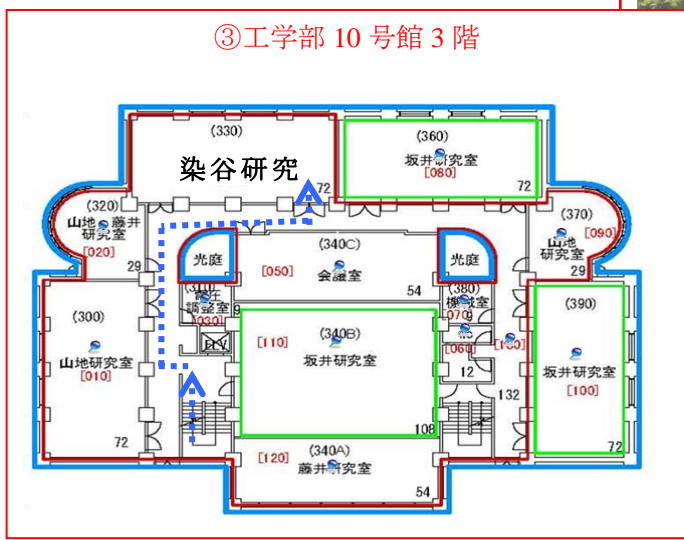 ③工学部 10 号館 3 階
(330)
染谷研究
72
(360)
坂井研究室
[080]
72
(320)
山地・藤井
研究室
[020]
29
光庭
(340C)
[050]
会議室
54
光庭
(370)
[090]
山地
研究室
29
(310)
調整室
[030]
9
ELV
(380)
機械室
[070]
9
[060]
12
132
(300)
山地研究室
[010]
72
(340B)
[110]
坂井研究室
108
(390)
坂井研究室
[100]
72
(340A)
[120]
藤井研究室
54